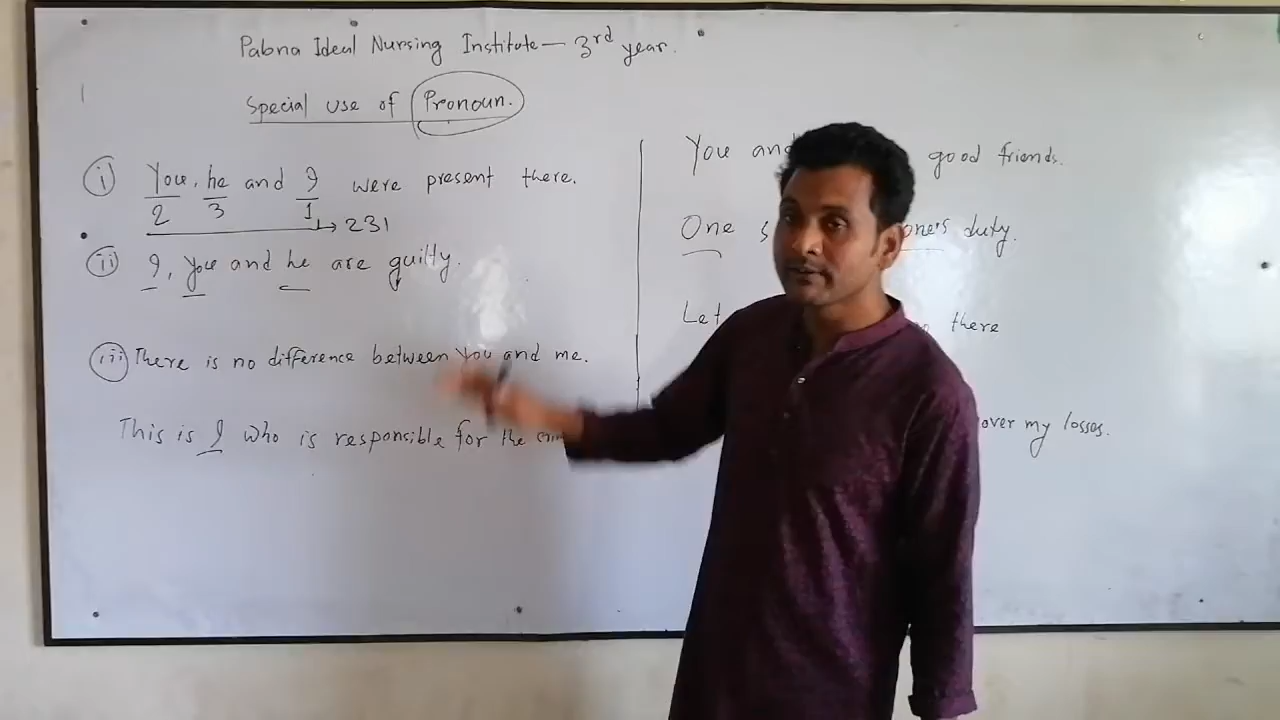 Pabna Ideal Nursing Institute — 3rd year.
Special use of Pronoun.
(i) You, he and I were present there.
2 3 1 → 231
(ii) I, you and he are guilty.
(iii) There is no difference between you and me.
This is I who is responsible for the
You and good friends.
One one's duty.
Let there
over my losses.